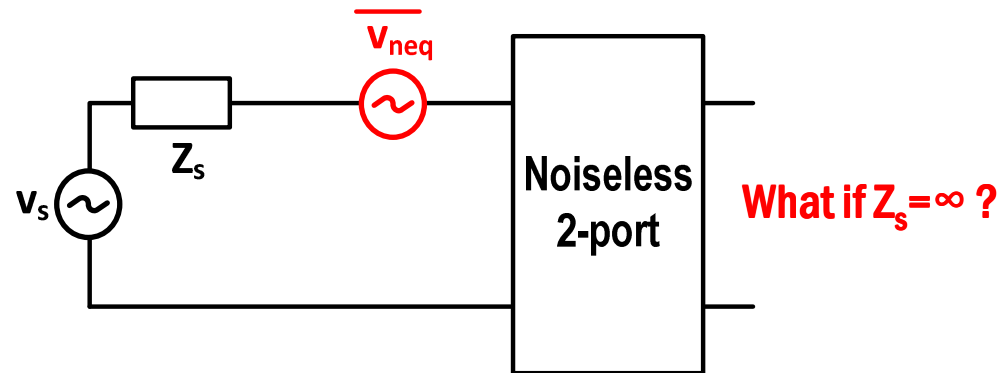 v_neq
Z_s
v_s
Noiseless
2-port
What if Z_s=∞ ?